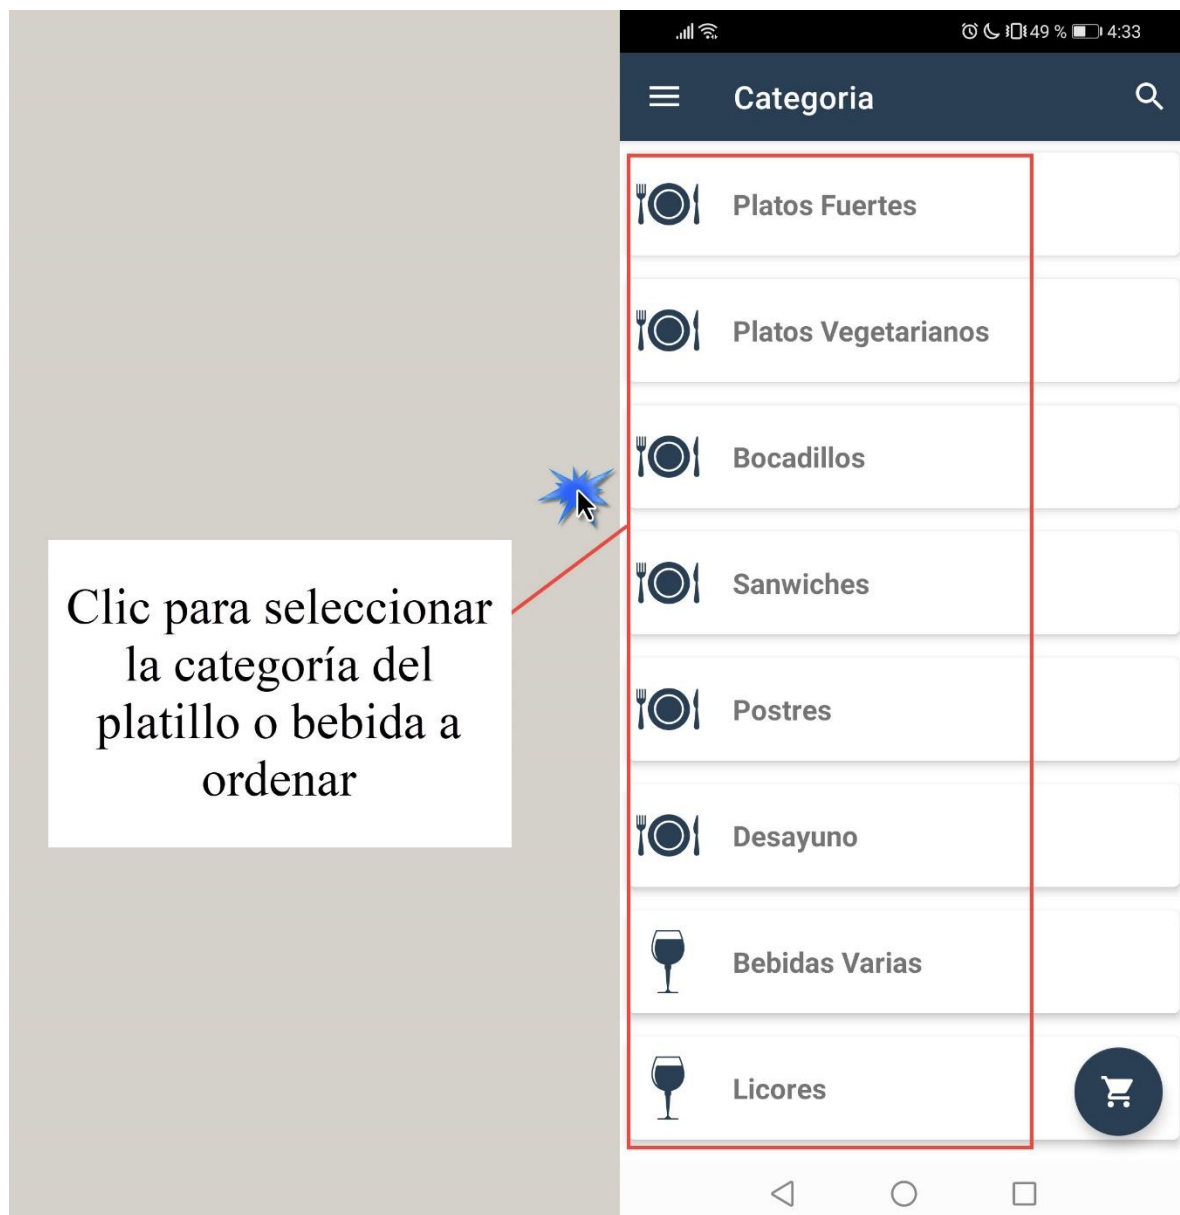 49 % 4:33
Categoria
Platos Fuertes
Platos Vegetarianos
Bocadillos
Sanwiches
Postres
Desayuno
Bebidas Varias
Licores
Clic para seleccionar
la categoría del
platillo o bebida a
ordenar